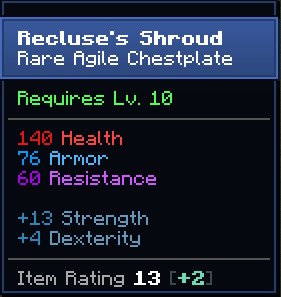 Recluse's Shroud
Rare Agile Chestplate
Requires Lv. 10
140 Health
76 Armor
60 Resistance
+13 Strength
+4 Dexterity
Item Rating 13 [+2]